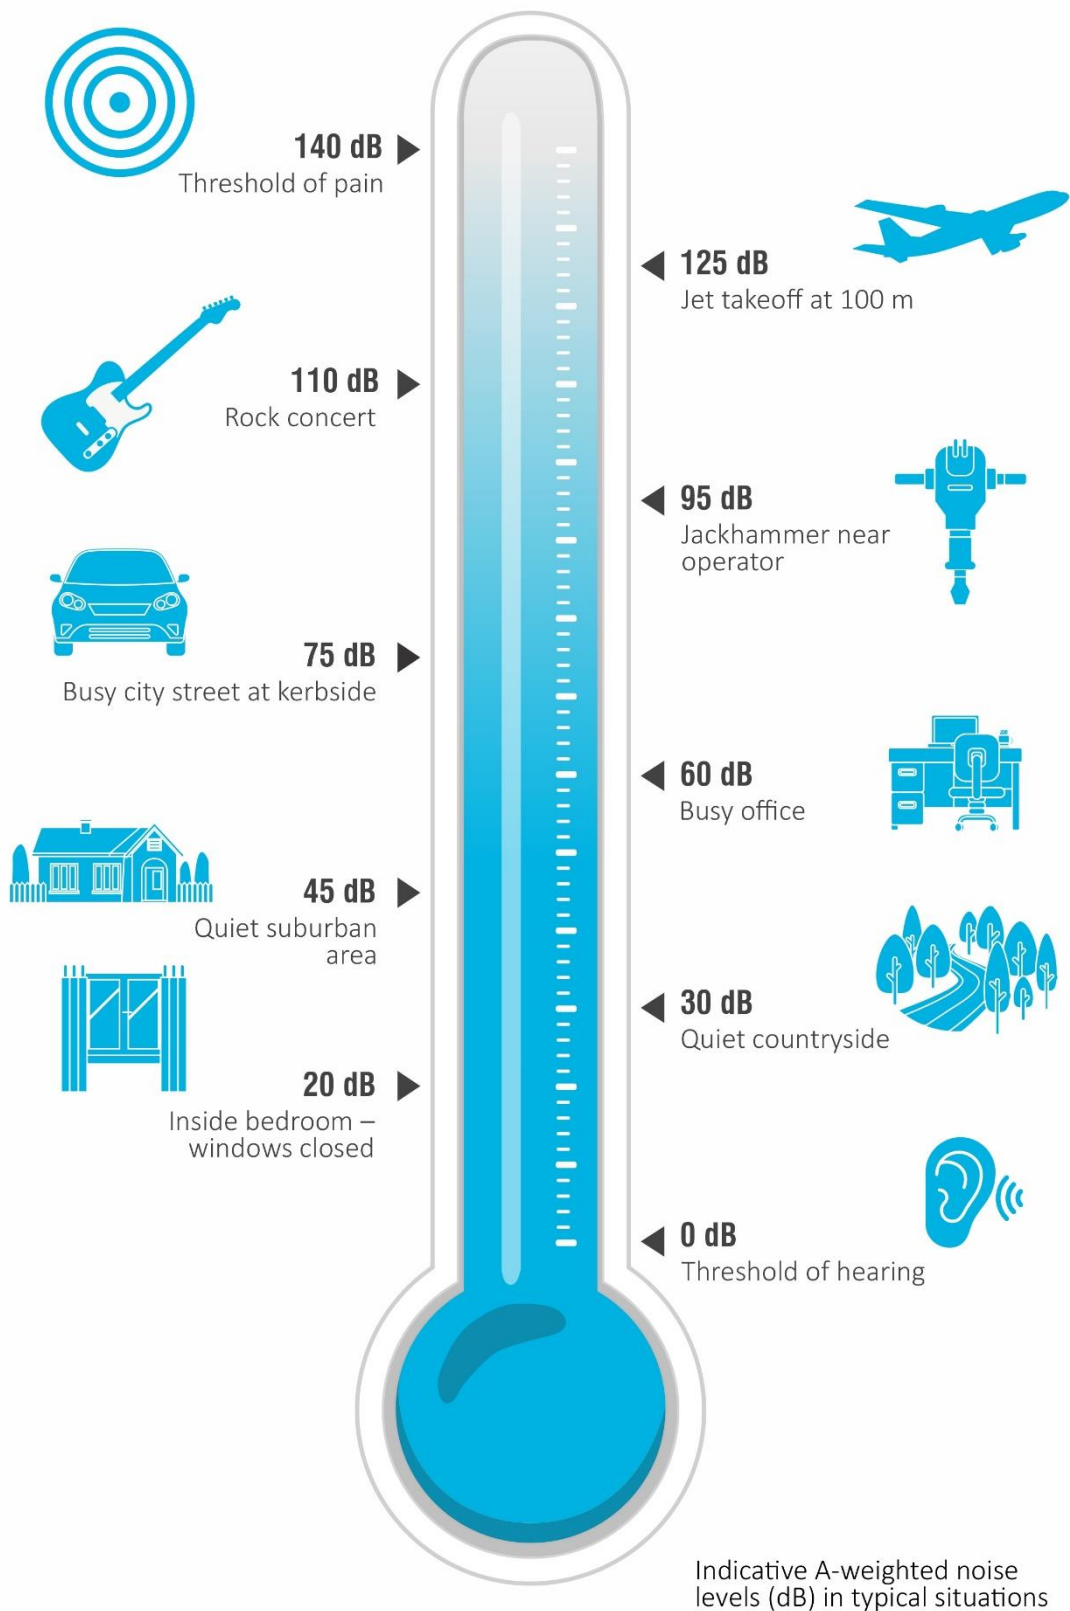 140 dB
Threshold of pain
125 dB
Jet takeoff at 100 m
110 dB
Rock concert
95 dB
Jackhammer near
operator
75 dB
Busy city street at kerbside
60 dB
Busy office
45 dB
Quiet suburban
area
30 dB
Quiet countryside
20 dB
Inside bedroom –
windows closed
0 dB
Threshold of hearing
Indicative A-weighted noise
levels (dB) in typical situations